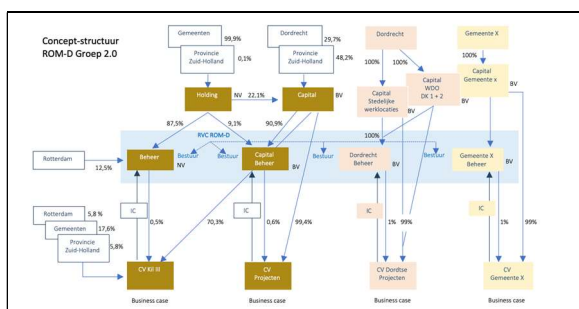 Concept-structuur
ROM-D Groep 2.0
Gemeenten
99,9%
Provincie
Zuid-Holland
0,1%
Dordrecht
29,7%
Provincie
Zuid-Holland
48,2%
Dordrecht
100%
100%
Gemeente X
100%
Holding
NV
22,1%
Capital
BV
Capital
Stedelijke
werklocaties
BV
Capital
WDO
DK 1 + 2
BV
Capital
Gemeente x
BV
87,5%
9,1%
90,9%
100%
RVC ROM-D
Rotterdam
12,5%
Beheer
NV
Bestuur
Bestuur
Capital
Beheer
BV
Bestuur
Dordrecht
Beheer
BV
Bestuur
Gemeente X
Beheer
BV
IC
0,5%
70,3%
IC
0,6%
99,4%
IC
1%
99%
IC
1%
99%
Rotterdam
5,8 %
Gemeenten
17,6%
Provincie
Zuid-Holland
5,8%
CV Kil III
CV
Projecten
CV Dordtse
Projecten
CV
Gemeente X
Business case
Business case
Business case
Business case